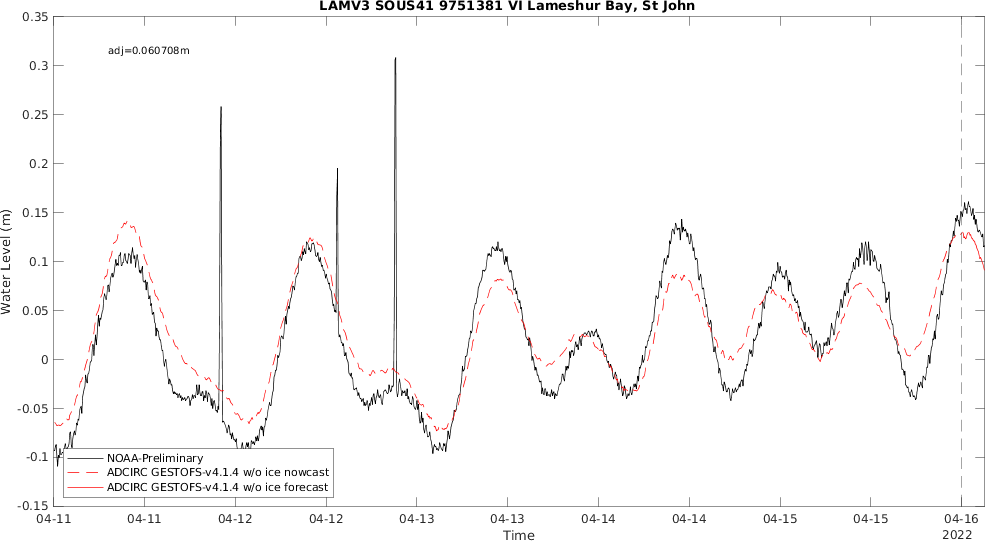 LAMV3 SOUS41 9751381 VI Lameshur Bay, St John
adj=0.060708m
Water Level (m)
0.35
0.3
0.25
0.2
0.15
0.1
0.05
0
-0.05
-0.1
-0.15
NOAA-Preliminary
ADCIRC GESTOFS-v4.1.4 w/o ice nowcast
ADCIRC GESTOFS-v4.1.4 w/o ice forecast
04-11 04-11 04-12 04-12 04-13 04-13 04-14 04-14 04-15 04-15 04-16
Time 2022